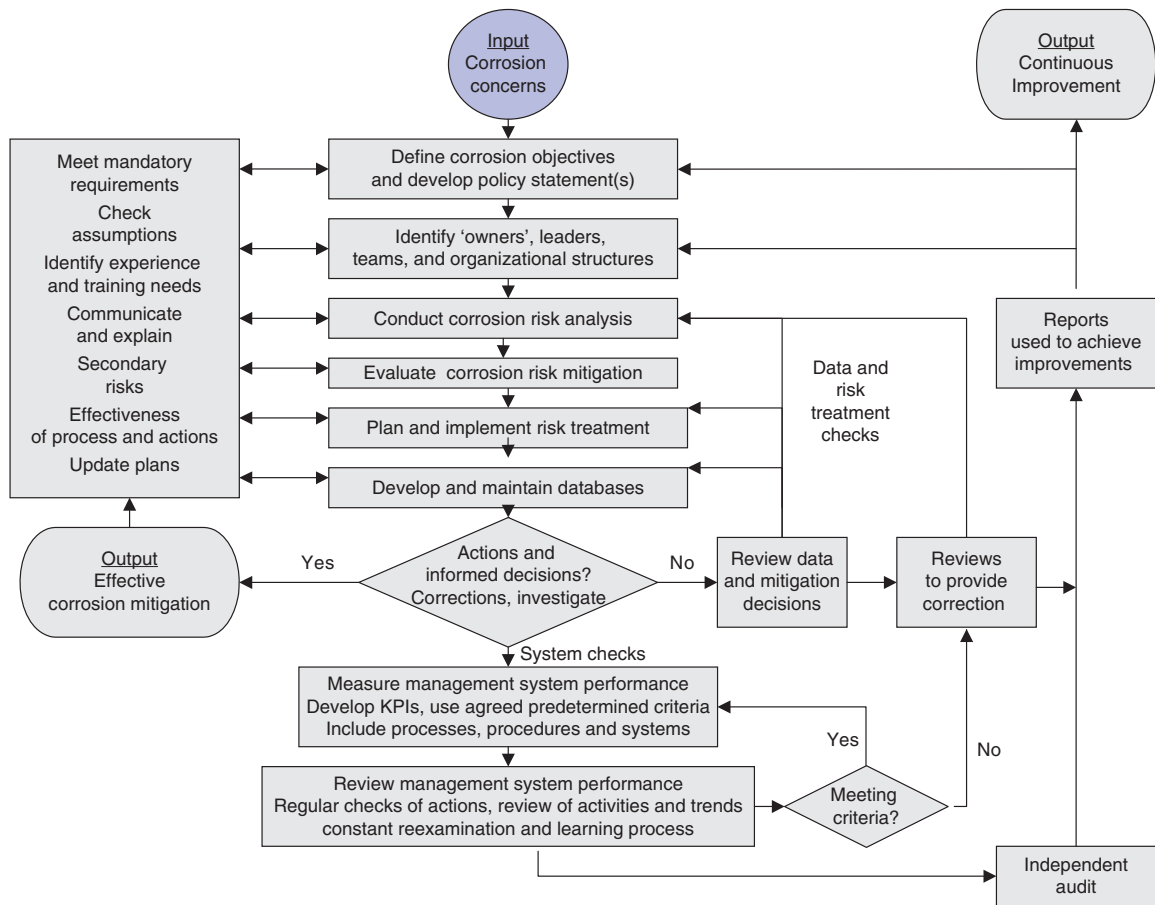 Input
Corrosion
concerns
Output
Continuous
Improvement
Meet mandatory
requirements
Check
assumptions
Identify experience
and training needs
Communicate
and explain
Secondary
risks
Effectiveness
of process and actions
Update plans
Define corrosion objectives
and develop policy statement(s)
Identify ‘owners’, leaders,
teams, and organizational structures
Conduct corrosion risk analysis
Evaluate corrosion risk mitigation
Plan and implement risk treatment
Develop and maintain databases
Data and
risk
treatment
checks
Reports
used to achieve
improvements
Output
Effective
corrosion mitigation
Yes
Actions and
informed decisions?
Corrections, investigate
No
Review data
and mitigation
decisions
Reviews
to provide
correction
System checks
Measure management system performance
Develop KPIs, use agreed predetermined criteria
Include processes, procedures and systems
Yes
No
Review management system performance
Regular checks of actions, review of activities and trends
constant reexamination and learning process
Meeting
criteria?
Independent
audit